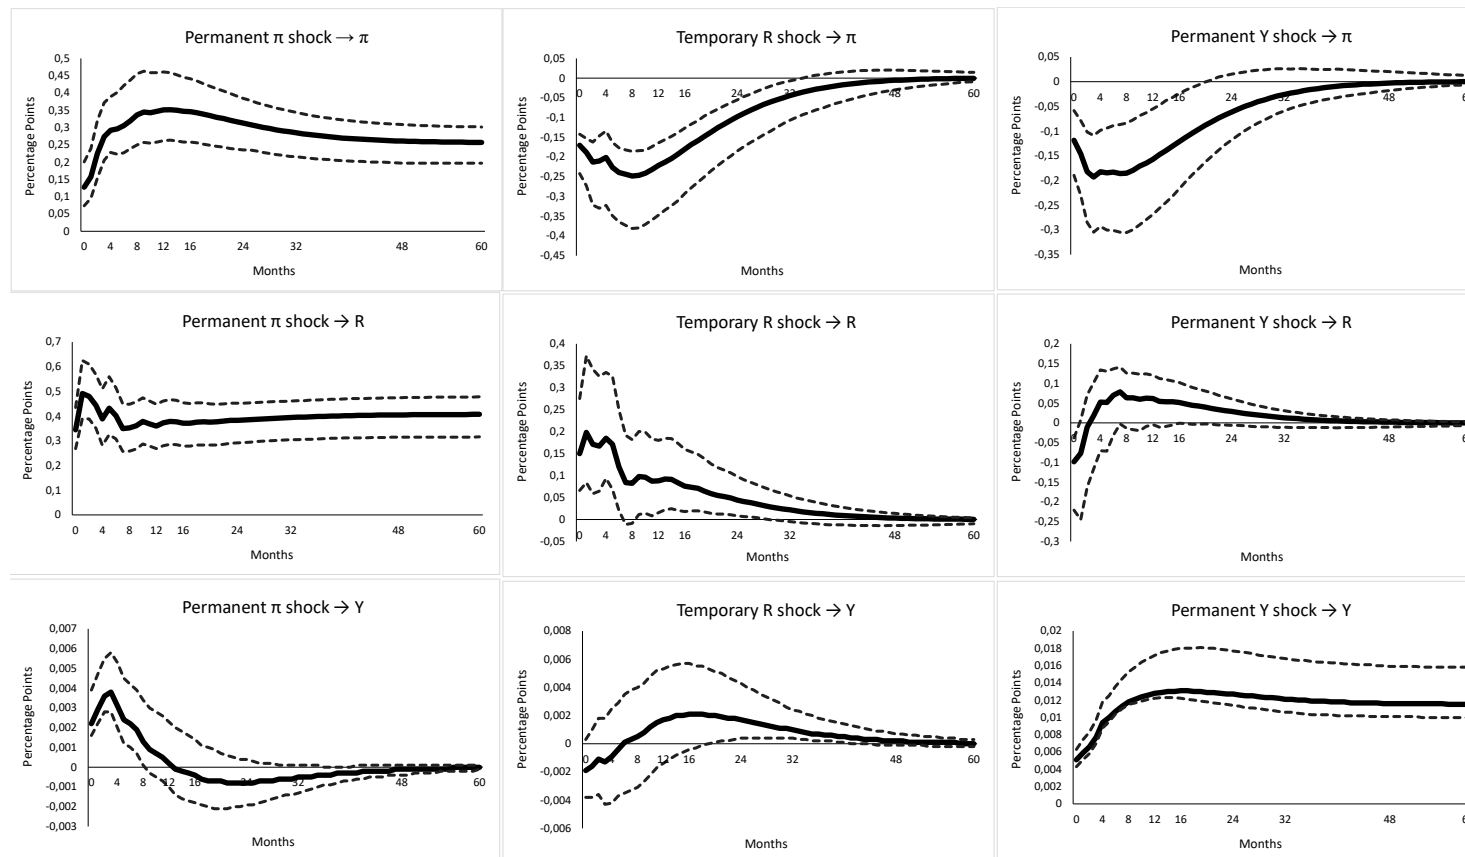 Permanent π shock → π
Percentage Points
0,5
0,45
0,4
0,35
0,3
0,25
0,2
0,15
0,1
0,05
0
0 4 8 12 16 24 32 48 60
Months
Temporary R shock → π
Percentage Points
0,05
0
-0,05
-0,1
-0,15
-0,2
-0,25
-0,3
-0,35
-0,4
-0,45
0 4 8 12 16 24 32 48 60
Months
Permanent Y shock → π
Percentage Points
0,05
0
-0,05
-0,1
-0,15
-0,2
-0,25
-0,3
-0,35
0 4 8 12 16 24 32 48 6
Months
Permanent π shock → R
Percentage Points
0,7
0,6
0,5
0,4
0,3
0,2
0,1
0
0 4 8 12 16 24 32 48 60
Months
Temporary R shock → R
Percentage Points
0,4
0,35
0,3
0,25
0,2
0,15
0,1
0,05
0
-0,05
0 4 8 12 16 24 32 48 60
Months
Permanent Y shock → R
Percentage Points
0,2
0,15
0,1
0,05
0
-0,05
-0,1
-0,15
-0,2
-0,25
-0,3
0 4 8 12 16 24 32 48 6
Months
Permanent π shock → Y
Percentage Points
0,007
0,006
0,005
0,004
0,003
0,002
0,001
0
-0,001
-0,002
-0,003
0 4 8 12 16 24 32 48 60
Months
Temporary R shock → Y
Percentage Points
0,008
0,006
0,004
0,002
0
-0,002
-0,004
-0,006
0 4 8 12 16 24 32 48 60
Months
Permanent Y shock → Y
Percentage Points
0,02
0,018
0,016
0,014
0,012
0,01
0,008
0,006
0,004
0,002
0
0 4 8 12 16 24 32 48 6
Months